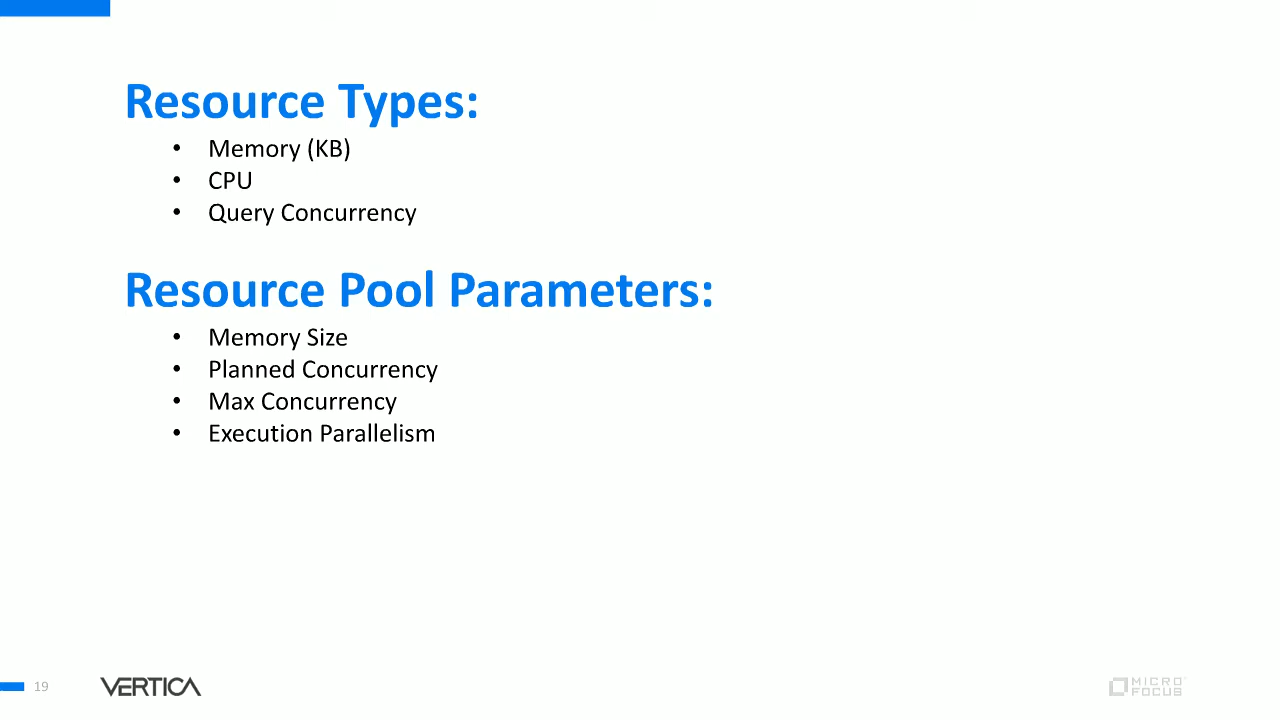 Resource Types:
• Memory (KB)
• CPU
• Query Concurrency
Resource Pool Parameters:
• Memory Size
• Planned Concurrency
• Max Concurrency
• Execution Parallelism
19
VERTICA
MICRO
FOCUS